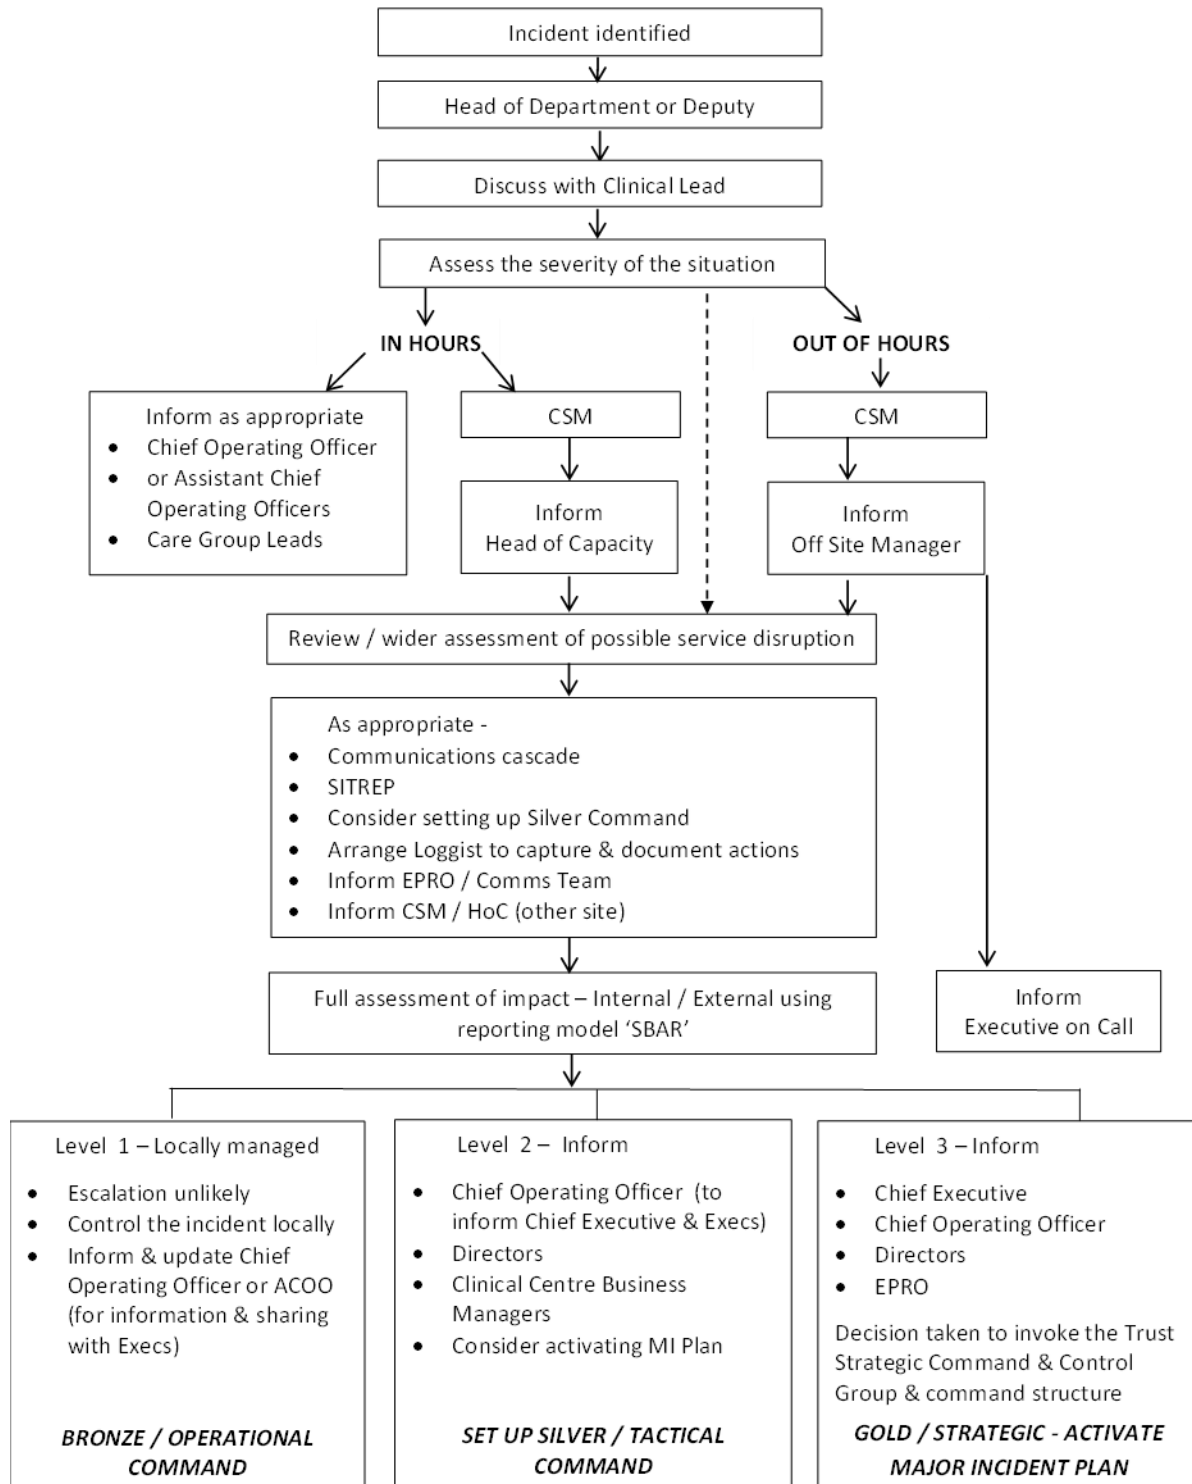 Incident identified
Head of Department or Deputy
Discuss with Clinical Lead
Assess the severity of the situation
IN HOURS
OUT OF HOURS
Inform as appropriate
• Chief Operating Officer
• or Assistant Chief
Operating Officers
• Care Group Leads
CSM
Inform
Head of Capacity
CSM
Inform
Off Site Manager
Review / wider assessment of possible service disruption
As appropriate -
• Communications cascade
• SITREP
• Consider setting up Silver Command
• Arrange Loggist to capture & document actions
• Inform EPRO / Comms Team
• Inform CSM / HoC (other site)
Full assessment of impact – Internal / External using
reporting model ‘SBAR’
Inform
Executive on Call
Level 1 – Locally managed
• Escalation unlikely
• Control the incident locally
• Inform & update Chief
Operating Officer or ACOO
(for information & sharing
with Execs)
BRONZE / OPERATIONAL
COMMAND
Level 2 – Inform
• Chief Operating Officer (to
inform Chief Executive & Execs)
• Directors
• Clinical Centre Business
Managers
• Consider activating MI Plan
SET UP SILVER / TACTICAL
COMMAND
Level 3 – Inform
• Chief Executive
• Chief Operating Officer
• Directors
• EPRO
Decision taken to invoke the Trust
Strategic Command & Control
Group & command structure
GOLD / STRATEGIC - ACTIVATE
MAJOR INCIDENT PLAN